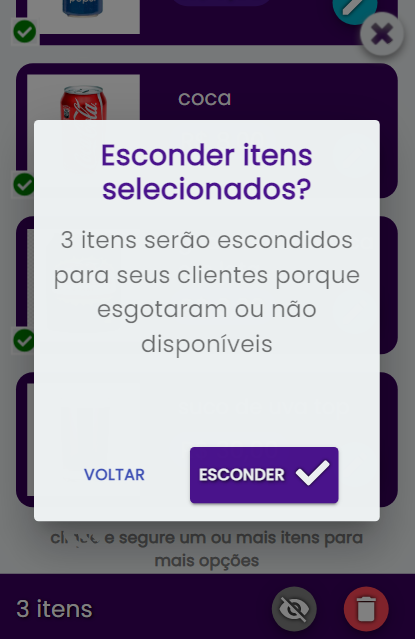 pepsi
coca
Esconder itens
selecionados?
3 itens serão escondidos
para seus clientes porque
esgotaram ou não
disponíveis
VOLTAR
ESCONDER
e segure um ou mais itens para
mais opções
3 itens